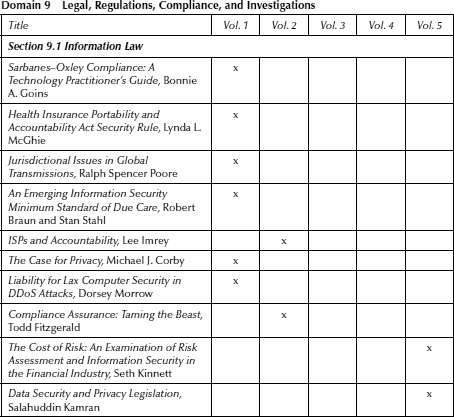 Domain 9 Legal, Regulations, Compliance, and Investigations
Title Vol. 1 Vol. 2 Vol. 3 Vol. 4 Vol. 5
Section 9.1 Information Law
Sarbanes–Oxley Compliance: A x
Technology Practitioner's Guide, Bonnie
A. Goins
Health Insurance Portability and x
Accountability Act Security Rule, Lynda L.
McGhie
Jurisdictional Issues in Global x
Transmissions, Ralph Spencer Poore
An Emerging Information Security x
Minimum Standard of Due Care, Robert
Braun and Stan Stahl
ISPs and Accountability, Lee Imrey x
The Case for Privacy, Michael J. Corby x
Liability for Lax Computer Security in x
DDoS Attacks, Dorsey Morrow
Compliance Assurance: Taming the Beast, x
Todd Fitzgerald
The Cost of Risk: An Examination of Risk x
Assessment and Information Security in
the Financial Industry, Seth Kinnett
Data Security and Privacy Legislation, x
Salahuddin Kamran